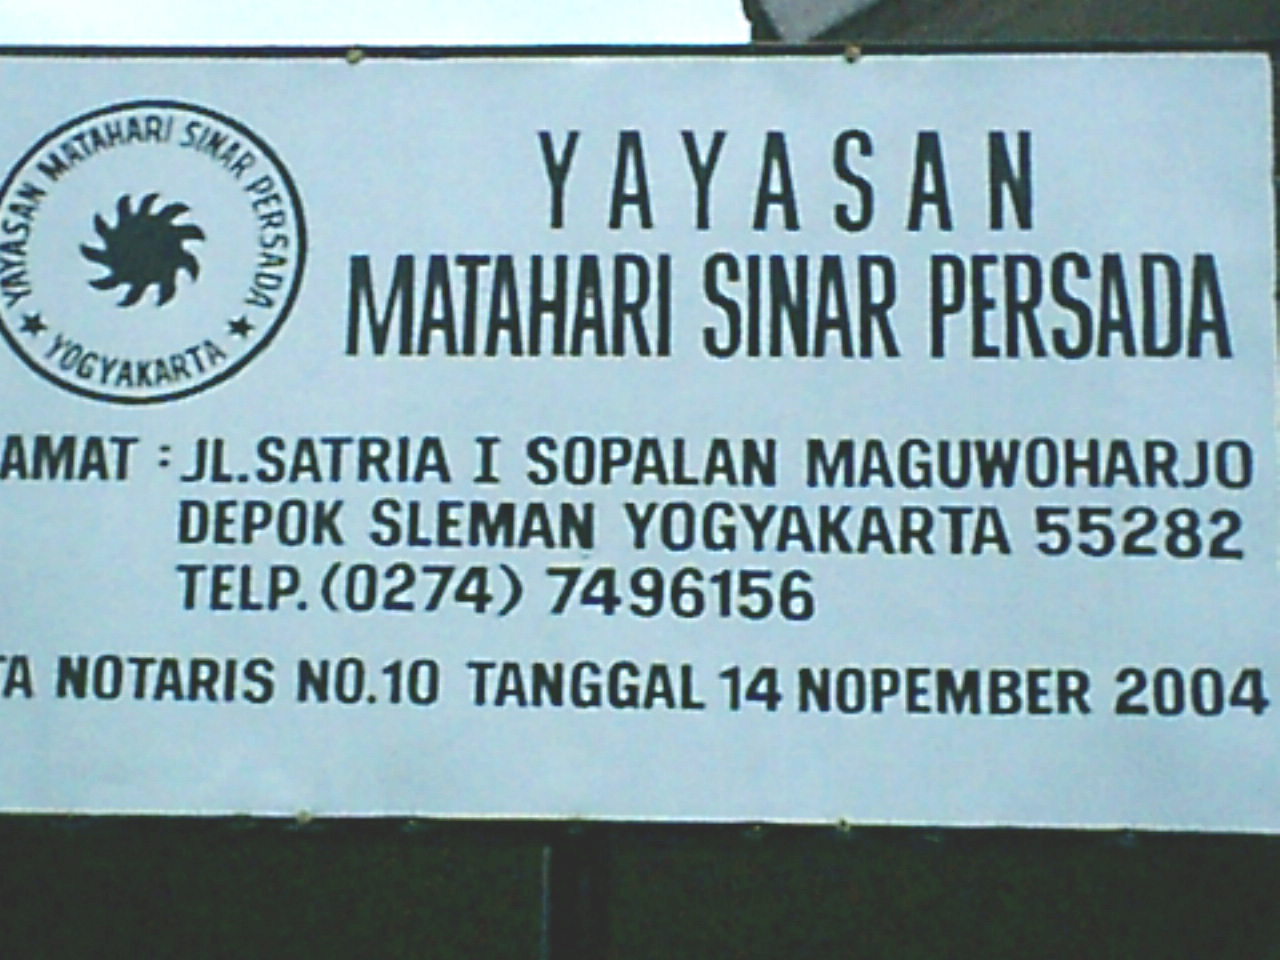 YAYASAN MATAHARI SINAR PERSADA
YOGYAKARTA
YAYASAN
MATAHARI SINAR PERSADA
AMAT : JL.SATRIA I SOPALAN MAGUWOHARJO
DEPOK SLEMAN YOGYAKARTA 55282
TELP.(0274) 7496156
TA NOTARIS NO.10 TANGGAL 14 NOPEMBER 2004